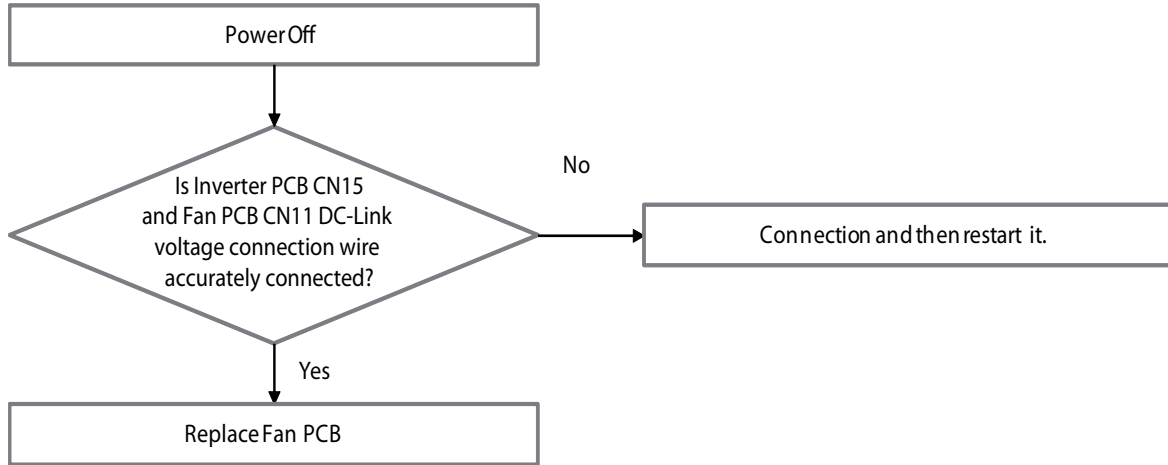 Power Off
Is Inverter PCB CN15
and Fan PCB CN11 DC-Link
voltage connection wire
accurately connected?
No
Connection and then restart it.
Yes
Replace Fan PCB